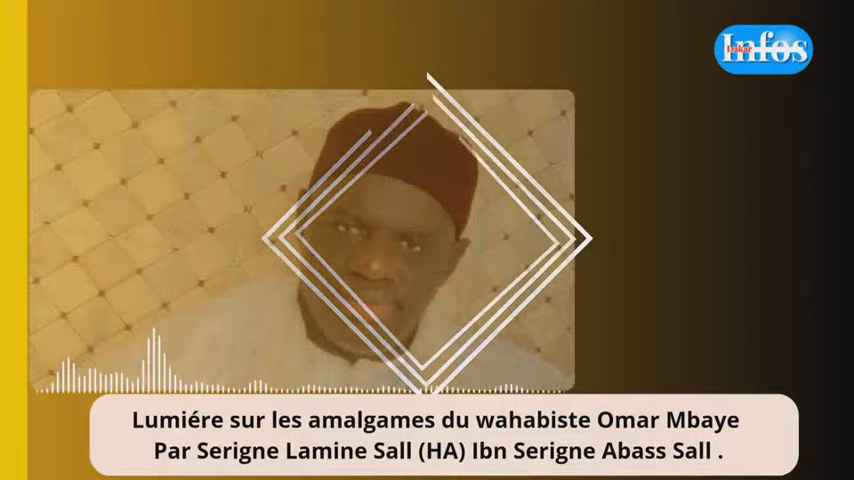 Dakar
Infos
Lumiére sur les amalgames du wahabiste Omar Mbaye
Par Serigne Lamine Sall (HA) Ibn Serigne Abass Sall .